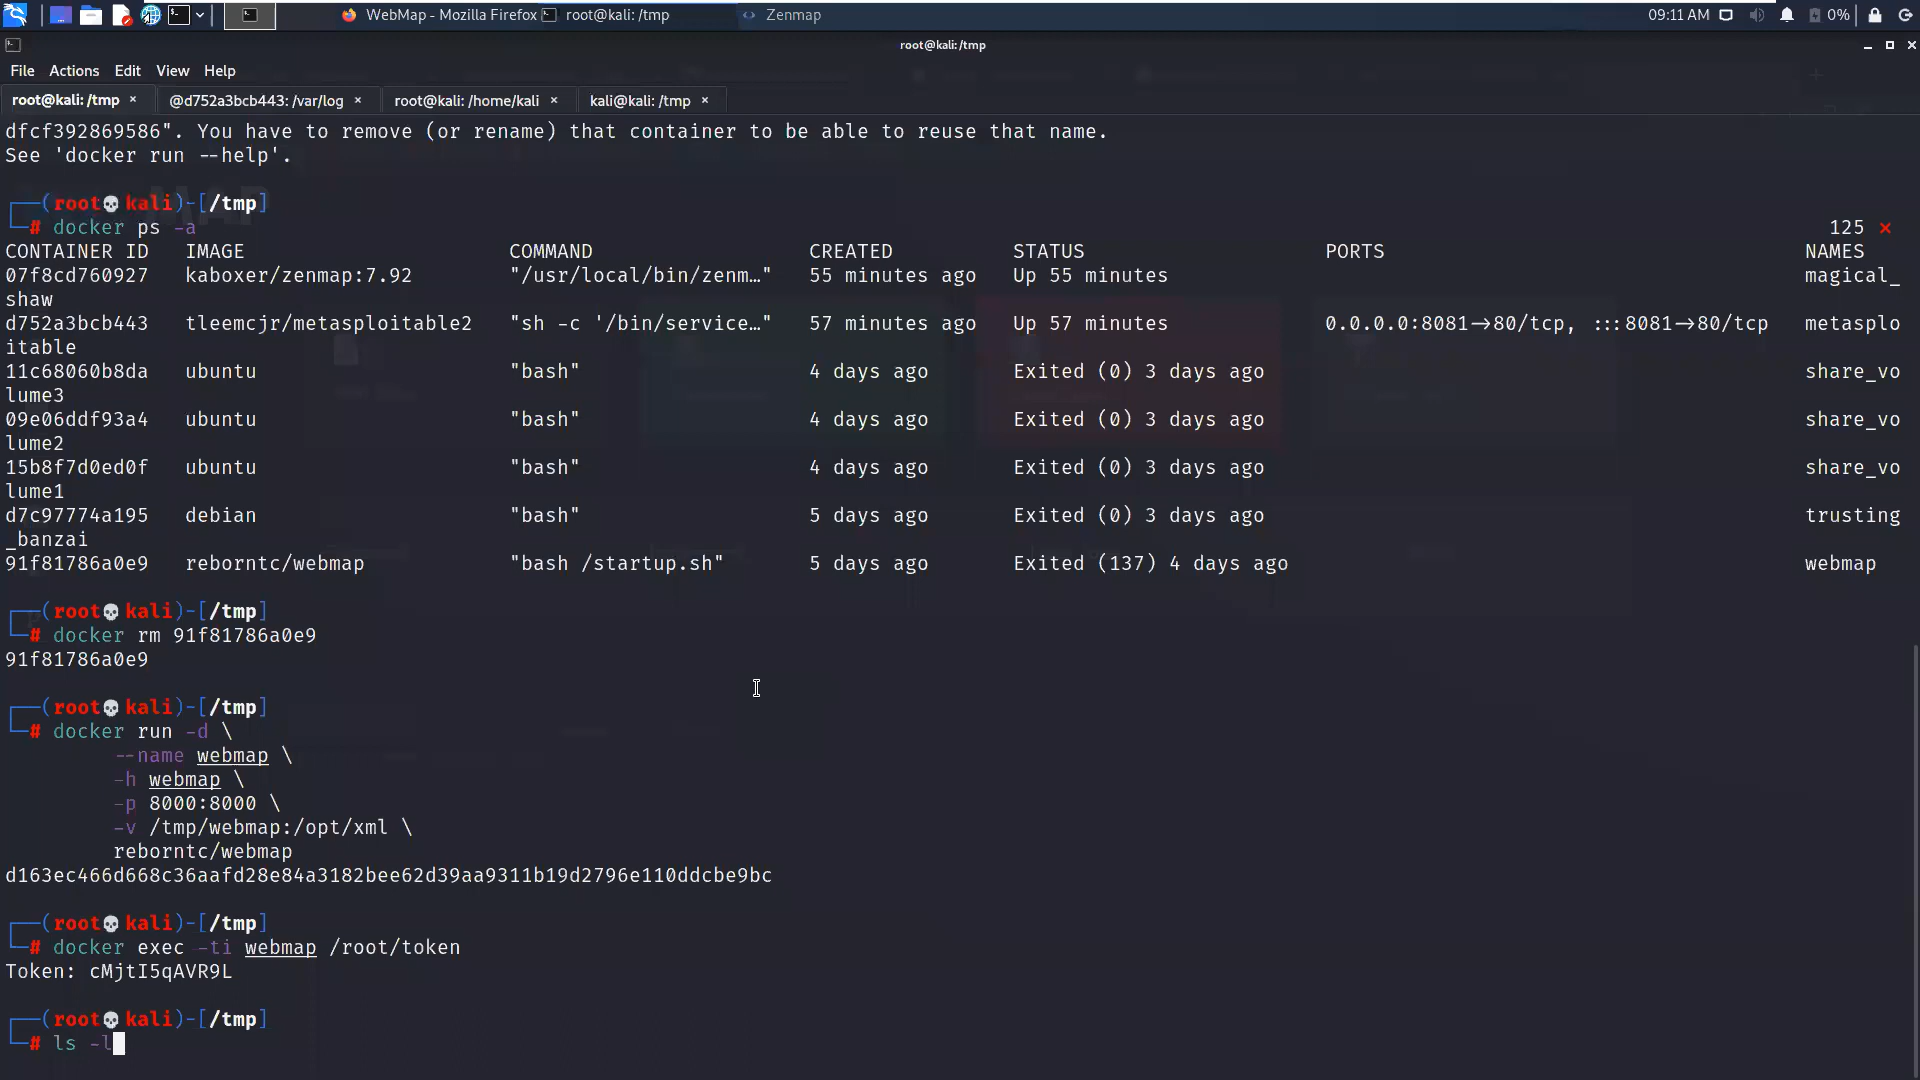 WebMap - Mozilla Firefox root@kali: /tmp Zenmap 09:11 AM 0%
root@kali: /tmp
File Actions Edit View Help
root@kali: /tmp × @d752a3bcb443: /var/log × root@kali: /home/kali × kali@kali: /tmp ×
dfcf392869586". You have to remove (or rename) that container to be able to reuse that name.
See 'docker run --help'.
┌──(root💀kali)-[/tmp]
└─# docker ps -a 125 ⨯
CONTAINER ID IMAGE COMMAND CREATED STATUS PORTS NAMES
07f8cd760927 kaboxer/zenmap:7.92 "/usr/local/bin/zenm…" 55 minutes ago Up 55 minutes magical_
shaw
d752a3bcb443 tleemcjr/metasploitable2 "sh -c '/bin/service…" 57 minutes ago Up 57 minutes 0.0.0.0:8081->80/tcp, :::8081->80/tcp metasplo
itable
11c68060b8da ubuntu "bash" 4 days ago Exited (0) 3 days ago share_vo
lume3
09e06ddf93a4 ubuntu "bash" 4 days ago Exited (0) 3 days ago share_vo
lume2
15b8f7d0ed0f ubuntu "bash" 4 days ago Exited (0) 3 days ago share_vo
lume1
d7c97774a195 debian "bash" 5 days ago Exited (0) 3 days ago trusting
_banzai
91f81786a0e9 reborntc/webmap "bash /startup.sh" 5 days ago Exited (137) 4 days ago webmap
┌──(root💀kali)-[/tmp]
└─# docker rm 91f81786a0e9
91f81786a0e9
┌──(root💀kali)-[/tmp]
└─# docker run -d \
--name webmap \
-h webmap \
-p 8000:8000 \
-v /tmp/webmap:/opt/xml \
reborntc/webmap
d163ec466d668c36aafd28e84a3182bee62d39aa9311b19d2796e110ddcbe9bc
┌──(root💀kali)-[/tmp]
└─# docker exec -ti webmap /root/token
Token: cMjtI5qAVR9L
┌──(root💀kali)-[/tmp]
└─# ls -l